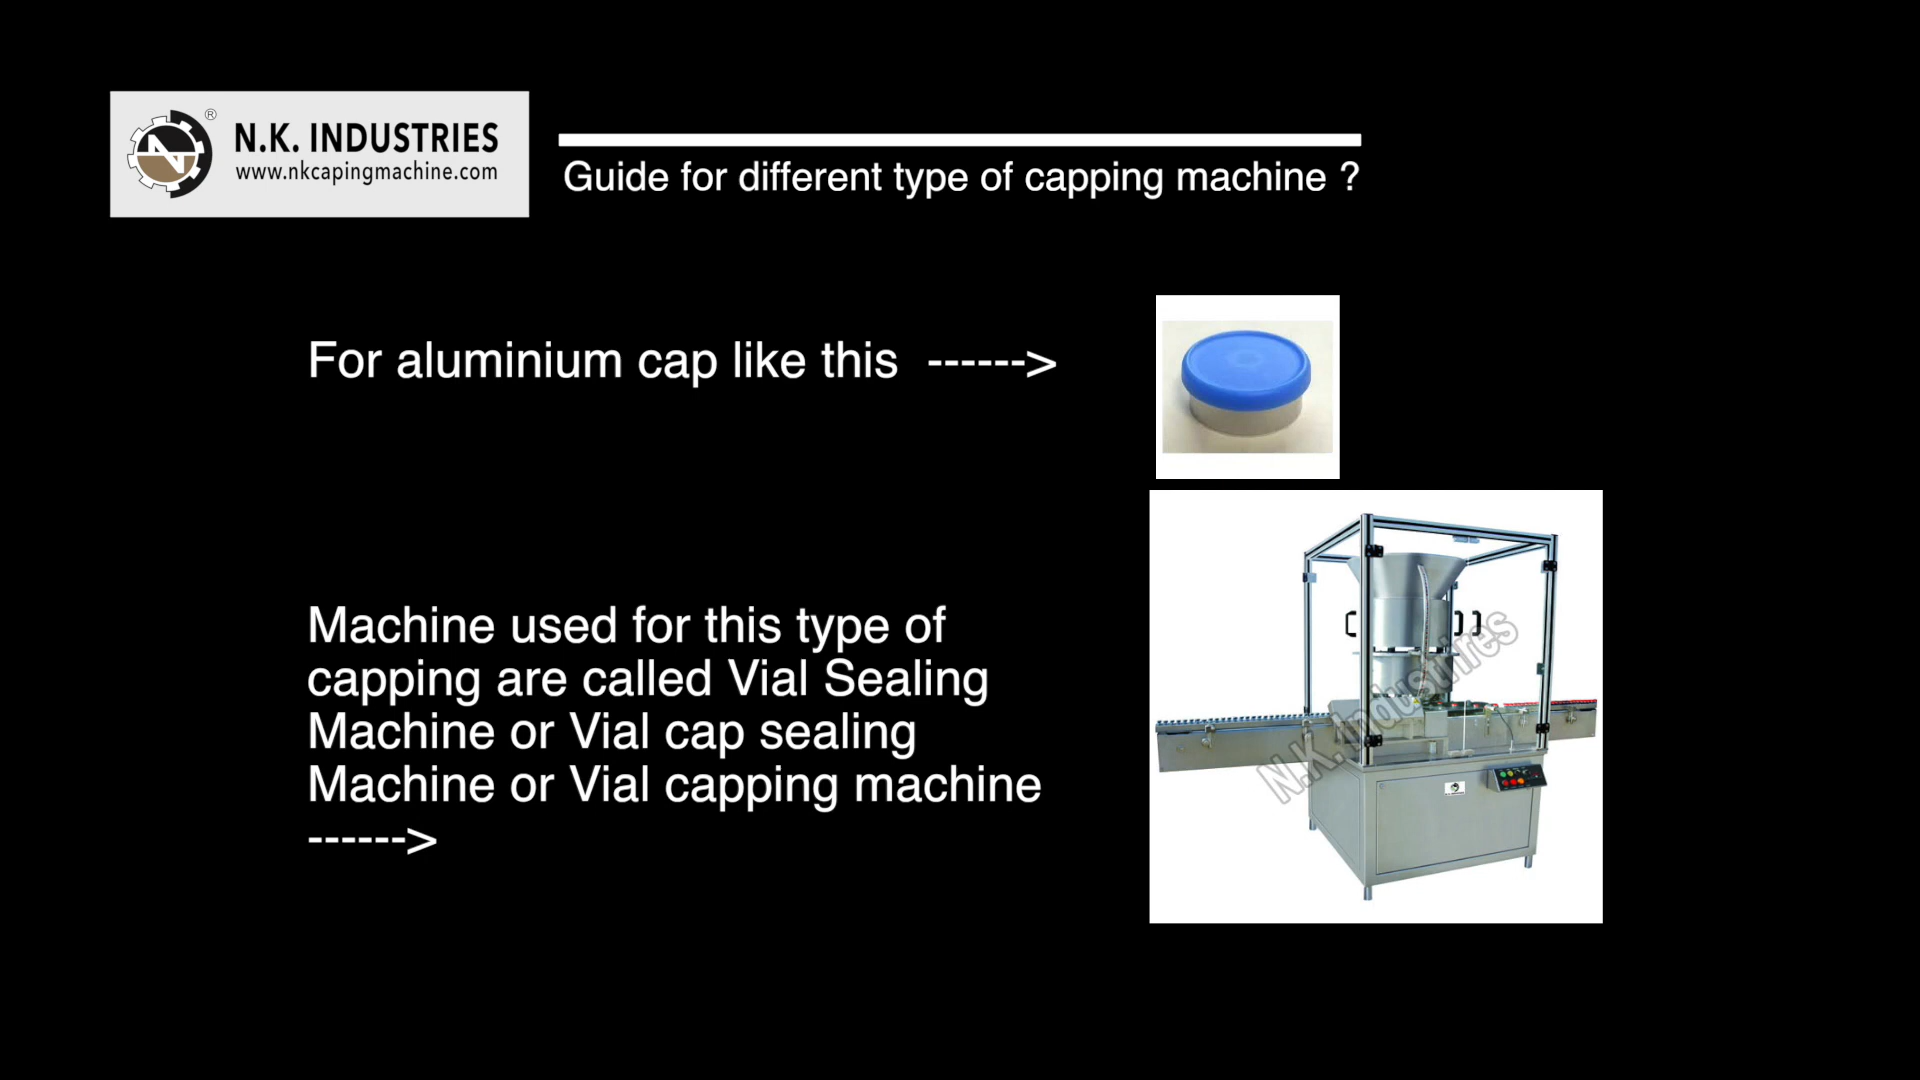 N.K. INDUSTRIES
®
www.nkcapingmachine.com
Guide for different type of capping machine ?
For aluminium cap like this ------>
Machine used for this type of
capping are called Vial Sealing
Machine or Vial cap sealing
Machine or Vial capping machine
------>
N.K. Industrires